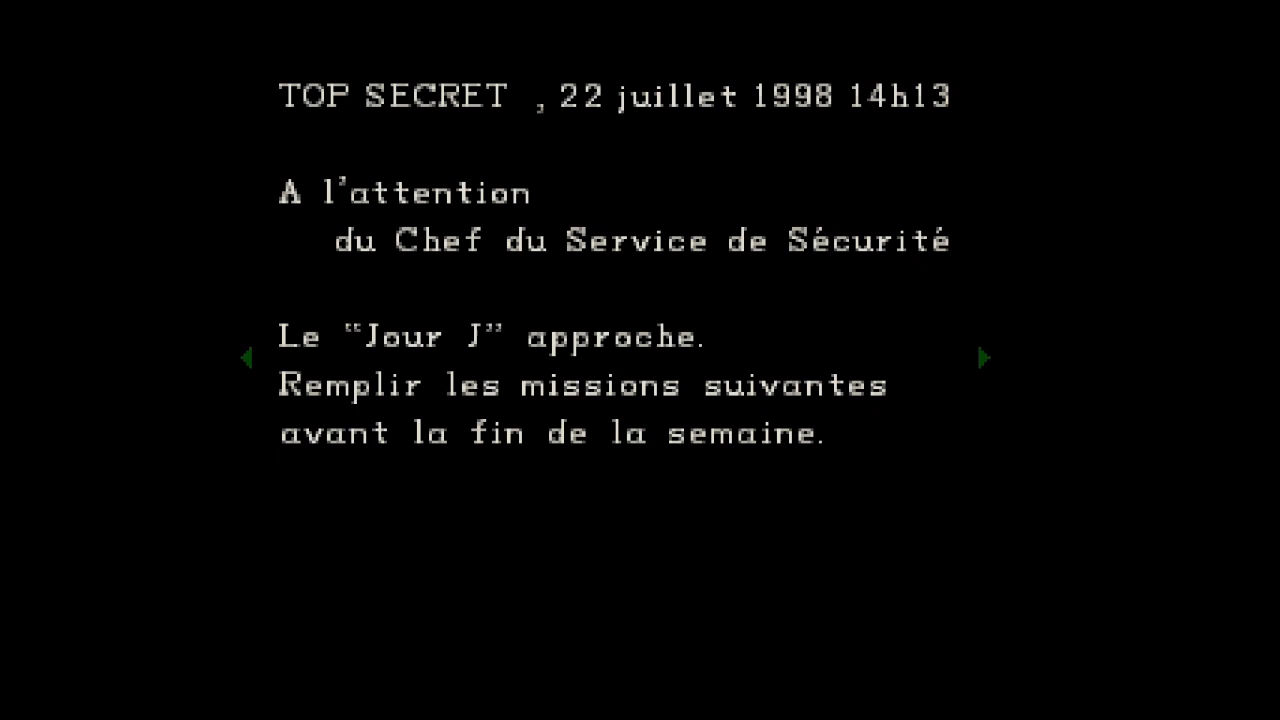 TOP SECRET , 22 juillet 1998 14h13
A l'attention
du Chef du Service de Sécurité
Le “Jour J” approche.
Remplir les missions suivantes
avant la fin de la semaine.